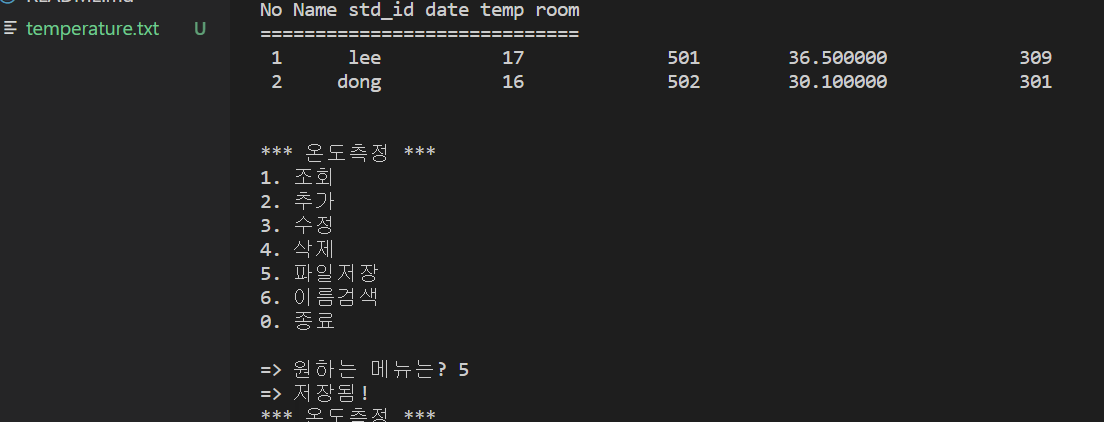 temperature.txt U
No Name std_id date temp room
=============================
1 lee 17 501 36.500000 309
2 dong 16 502 30.100000 301
*** 온도측정 ***
1. 조회
2. 추가
3. 수정
4. 삭제
5. 파일저장
6. 이름검색
0. 종료
=> 원하는 메뉴는? 5
=> 저장됨!
*** 온도측정 ***